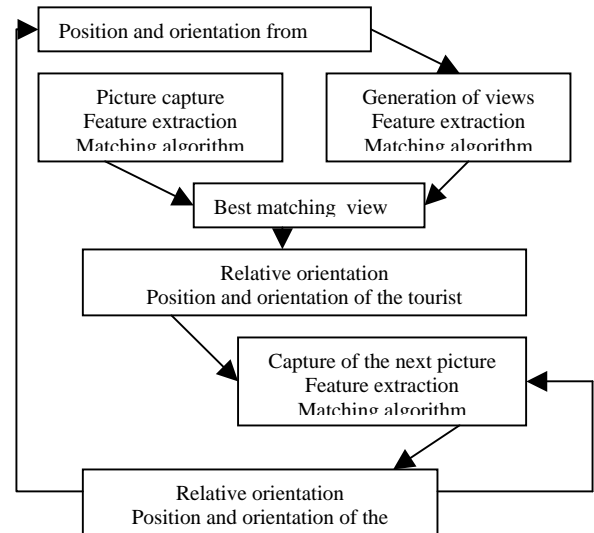 Position and orientation from
Picture capture
Feature extraction
Matching algorithm
Generation of views
Feature extraction
Matching algorithm
Best matching view
Relative orientation
Position and orientation of the tourist
Capture of the next picture
Feature extraction
Matching algorithm
Relative orientation
Position and orientation of the